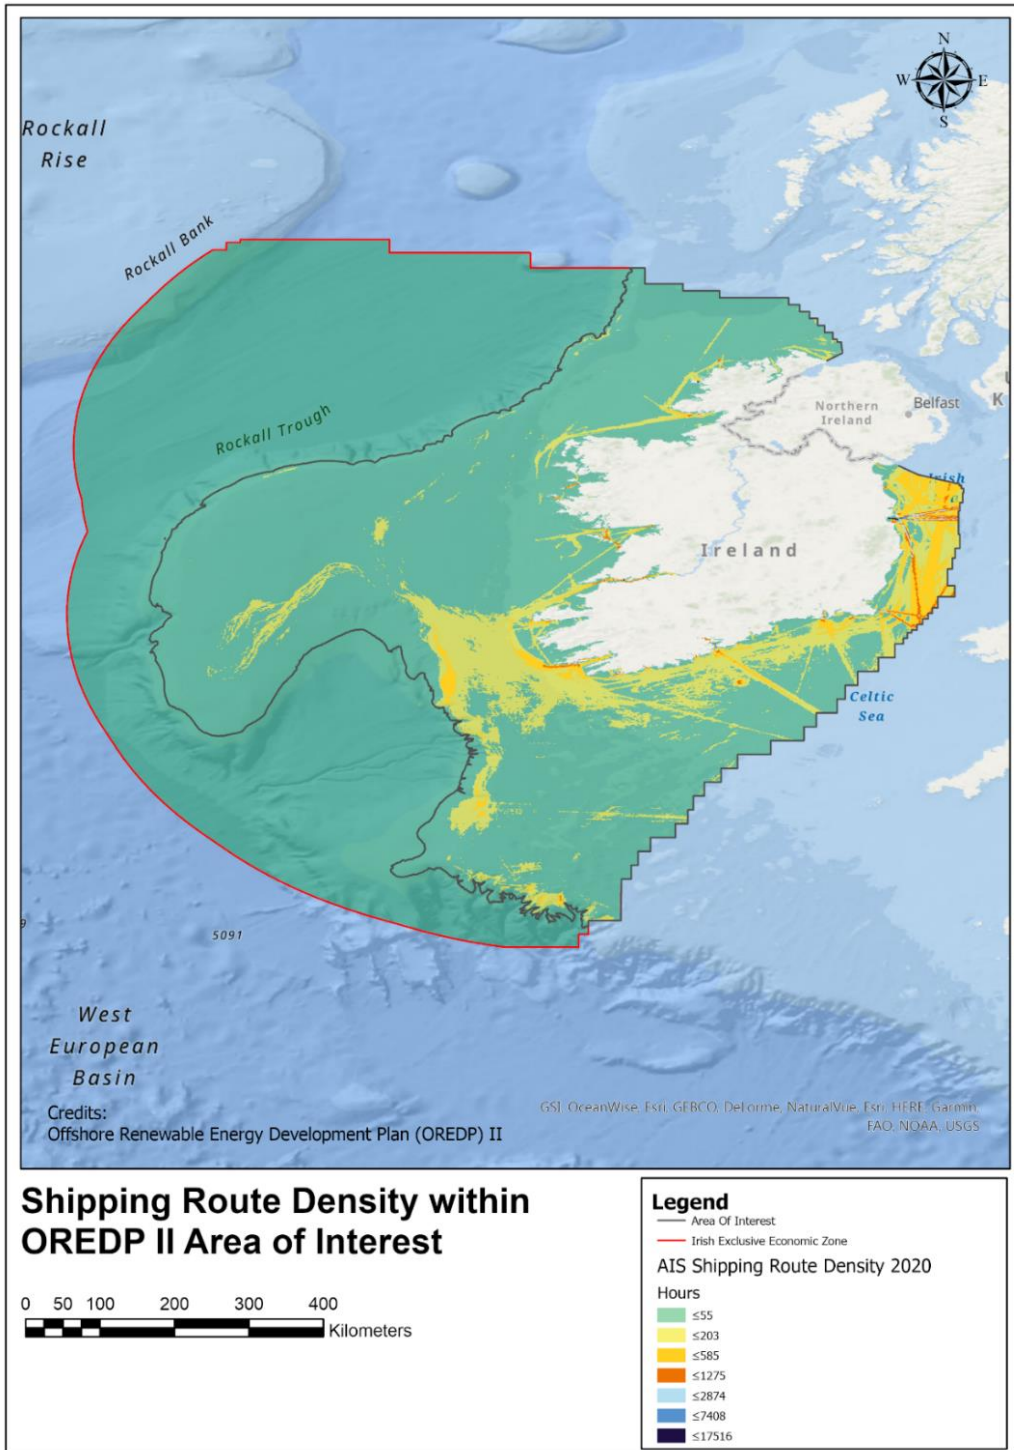 N
W
E
S
Rockall
Rise
Rockall Bank
Rockall Trough
Northern
Ireland
Belfast
U
K
Irish
Ireland
Celtic
Sea
5091
9
West
European
Basin
Credits:
Offshore Renewable Energy Development Plan (OREDP) II
GSI, OceanWise, Esri, GEBCO, DeLorme, NaturalVue, Esri, HERE, Garmin,
FAO, NOAA, USGS
Shipping Route Density within
OREDP II Area of Interest
0 50 100 200 300 400
Kilometers
Legend
Area Of Interest
Irish Exclusive Economic Zone
AIS Shipping Route Density 2020
Hours
≤55
≤203
≤585
≤1275
≤2874
≤7408
≤17516